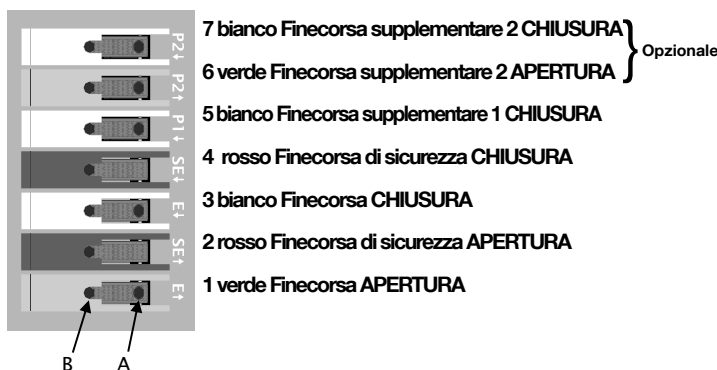 7 bianco Finecorsa supplementare 2 CHIUSURA
Opzionale
6 verde Finecorsa supplementare 2 APERTURA
5 bianco Finecorsa supplementare 1 CHIUSURA
4 rosso Finecorsa di sicurezza CHIUSURA
3 bianco Finecorsa CHIUSURA
2 rosso Finecorsa di sicurezza APERTURA
1 verde Finecorsa APERTURA
P2↓
P2↑
P1↓
SE↓
E↓
SE↑
E↑
B A